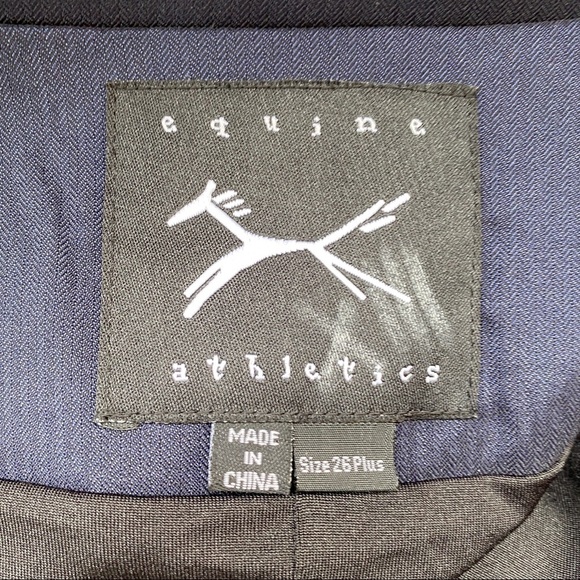 equine
athletics
MADE
IN
CHINA
Size 26 Plus